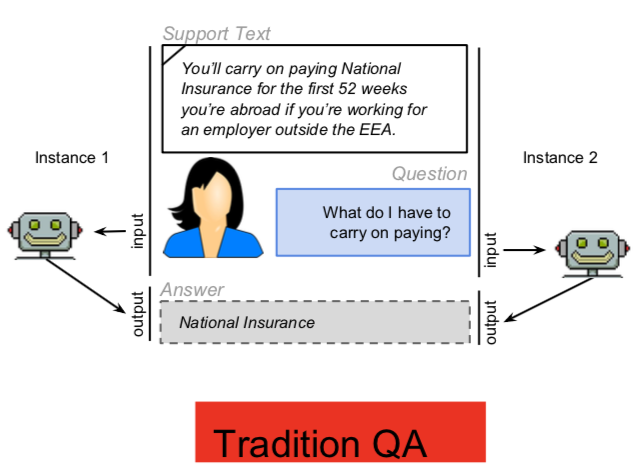 Support Text
You'll carry on paying National
Insurance for the first 52 weeks
you're abroad if you're working for
an employer outside the EEA.
Instance 1
Instance 2
Question
What do I have to
carry on paying?
input
input
Answer
National Insurance
output
output
Tradition QA